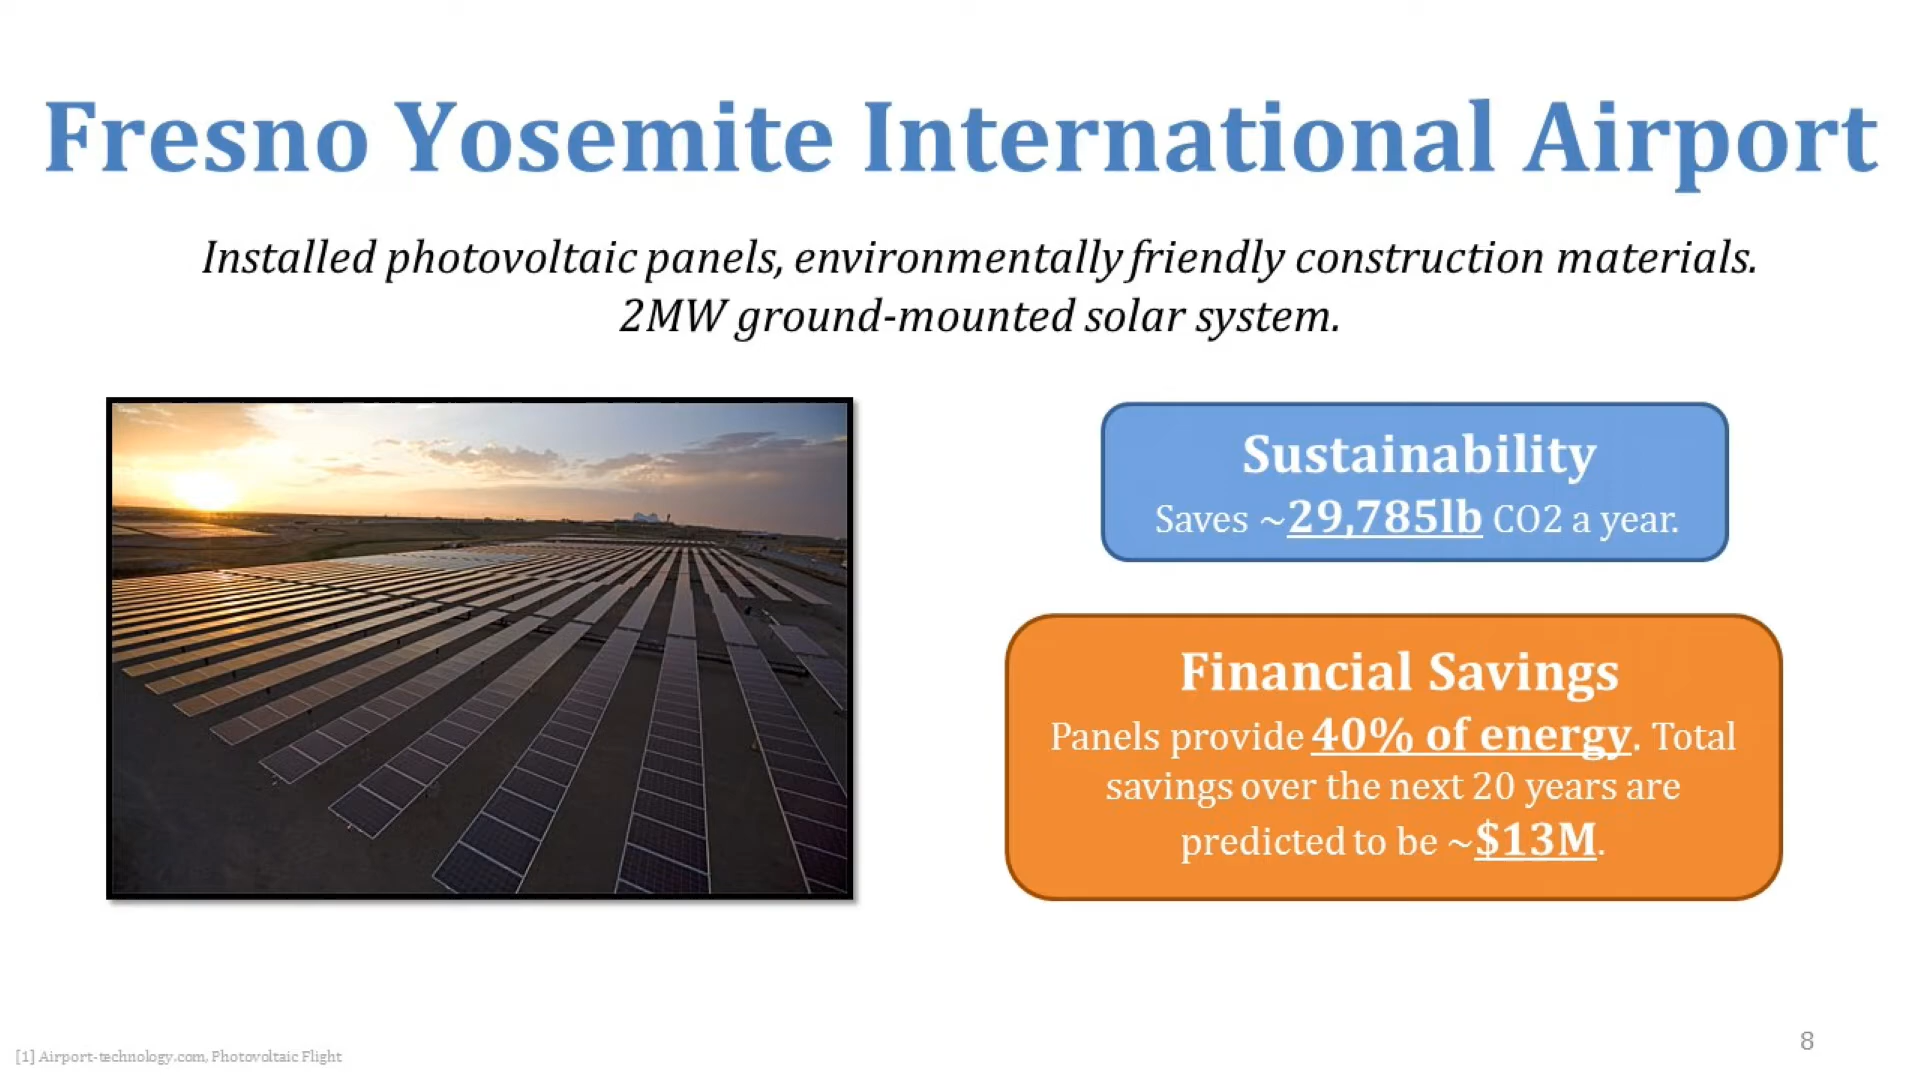 Fresno Yosemite International Airport
Installed photovoltaic panels, environmentally friendly construction materials.
2MW ground-mounted solar system.
Sustainability
Saves ~29,785lb CO2 a year.
Financial Savings
Panels provide 40% of energy. Total
savings over the next 20 years are
predicted to be ~$13M.
[1] Airport-technology.com, Photovoltaic Flight
8